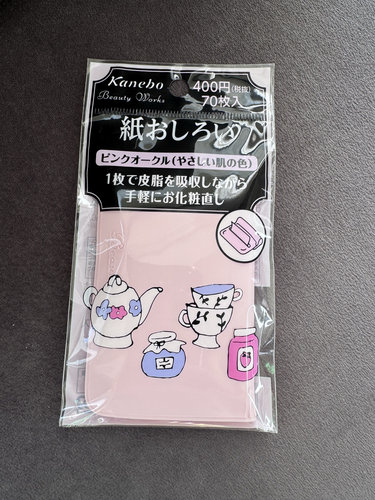 Kanebo
Beauty Works
400円(税抜)
70枚入
紙おしろい
ピンクオークル(やさしい肌の色)
1枚で皮脂を吸収しながら
手軽にお化粧直し